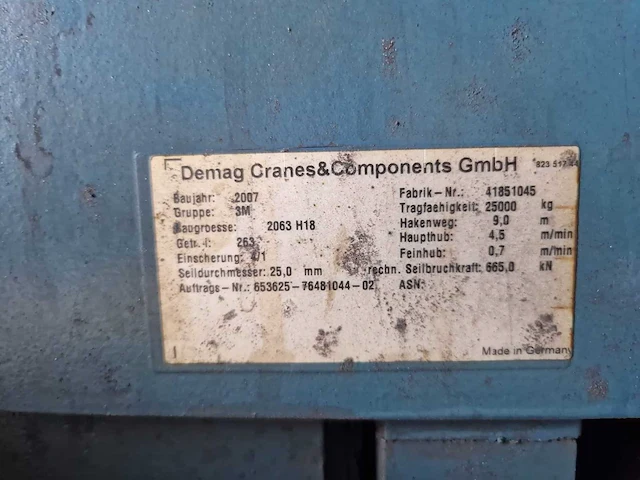 Demag Cranes&Components GmbH
Baujahr: 2007 Fabrik-Nr.: 41851045
Gruppe: 3M Tragfaehigkeit: 25000 kg
Baugroesse: 2063 H18 Hakenweg: 9,0 m
Getr. i: 263 Haupthub: 4,5 m/min
Einscherung: /1 Feinhub: 0,7 m/min
Seildurchmesser: 25,0 mm rechn. Seilbruchkraft: 665,0 kN
Auftrags-Nr.: 653625-76481044-02 ASN:
Made in Germany